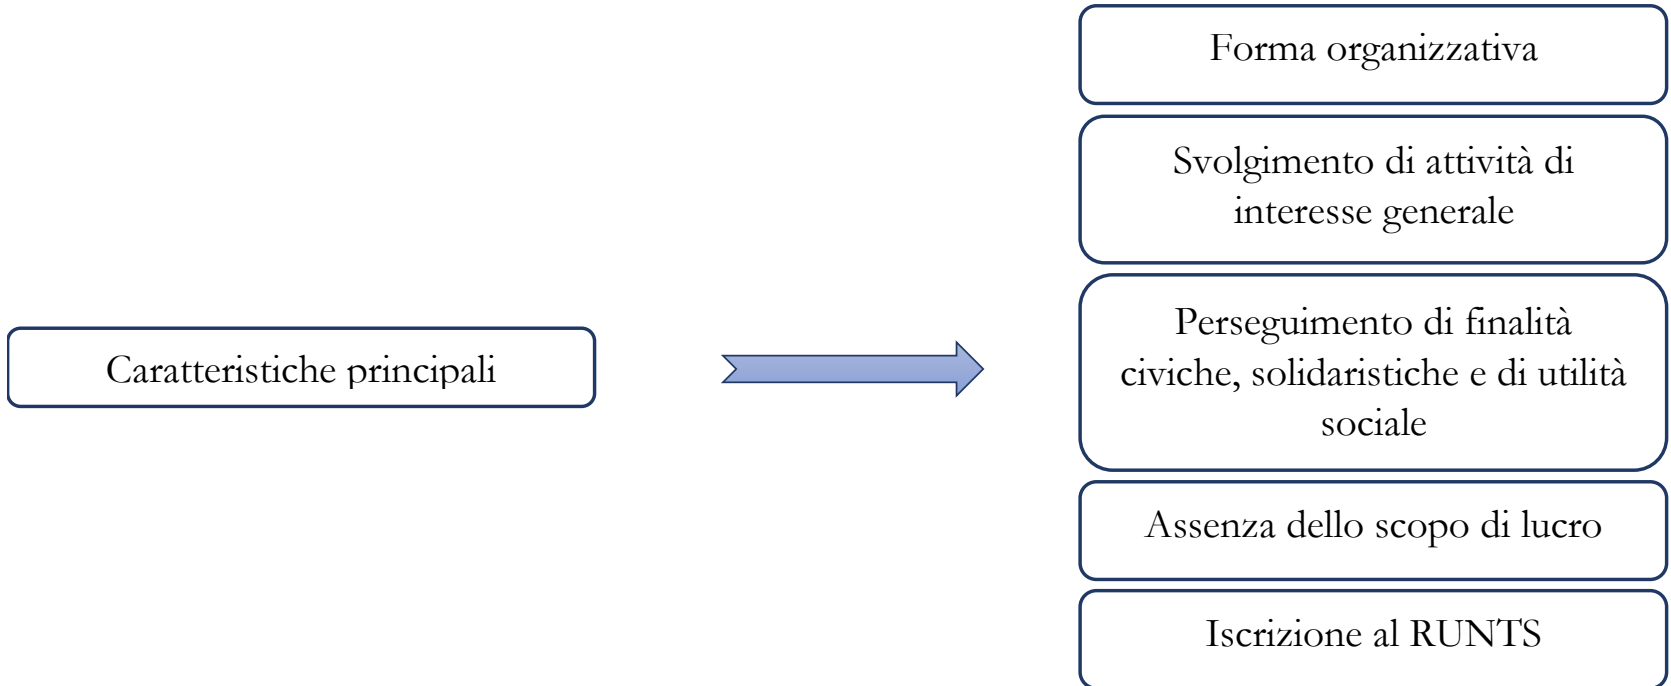 Caratteristiche principali
Forma organizzativa
Svolgimento di attività di
interesse generale
Perseguimento di finalità
civiche, solidaristiche e di utilità
sociale
Assenza dello scopo di lucro
Iscrizione al RUNTS